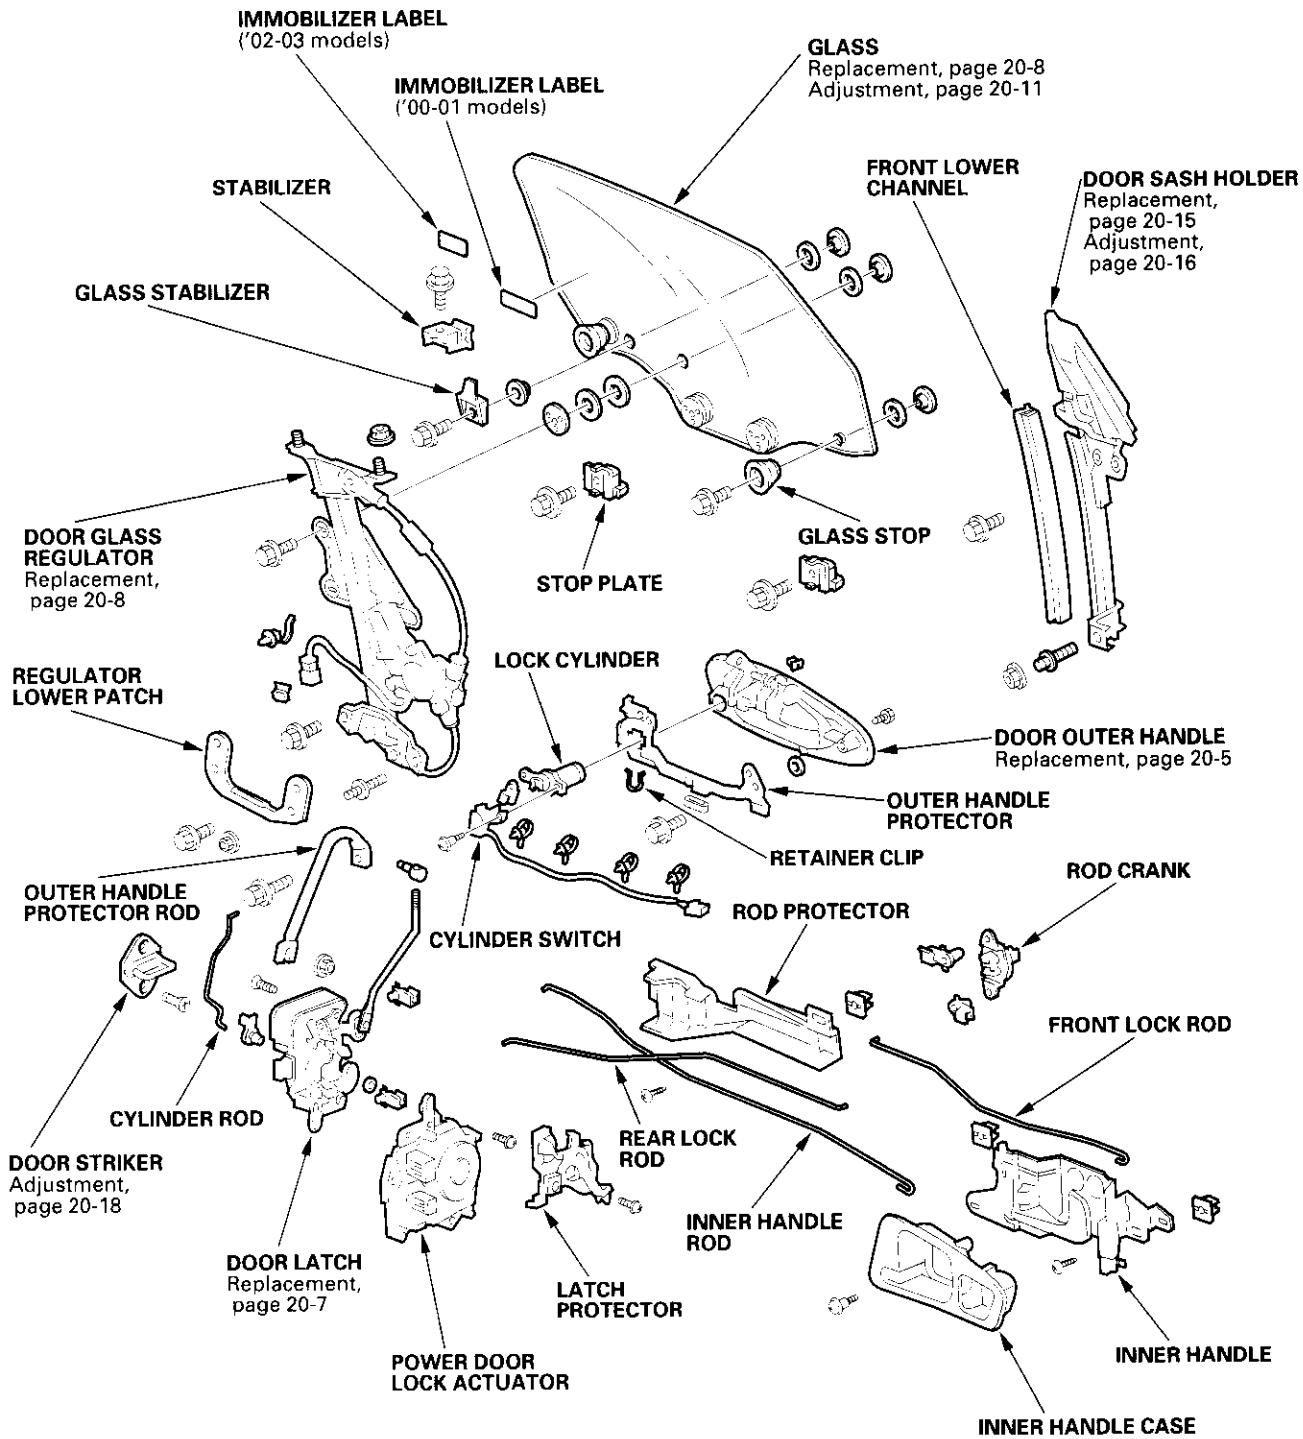 IMMOBILIZER LABEL
('02-03 models)
IMMOBILIZER LABEL
('00-01 models)
GLASS
Replacement, page 20-8
Adjustment, page 20-11
FRONT LOWER
CHANNEL
DOOR SASH HOLDER
Replacement,
page 20-15
Adjustment,
page 20-16
STABILIZER
GLASS STABILIZER
DOOR GLASS
REGULATOR
Replacement,
page 20-8
STOP PLATE
GLASS STOP
REGULATOR
LOWER PATCH
LOCK CYLINDER
DOOR OUTER HANDLE
Replacement, page 20-5
OUTER HANDLE
PROTECTOR
RETAINER CLIP
OUTER HANDLE
PROTECTOR ROD
CYLINDER SWITCH
ROD PROTECTOR
ROD CRANK
FRONT LOCK ROD
CYLINDER ROD
DOOR STRIKER
Adjustment,
page 20-18
REAR LOCK
ROD
INNER HANDLE
ROD
DOOR LATCH
Replacement,
page 20-7
LATCH
PROTECTOR
POWER DOOR
LOCK ACTUATOR
INNER HANDLE
INNER HANDLE CASE